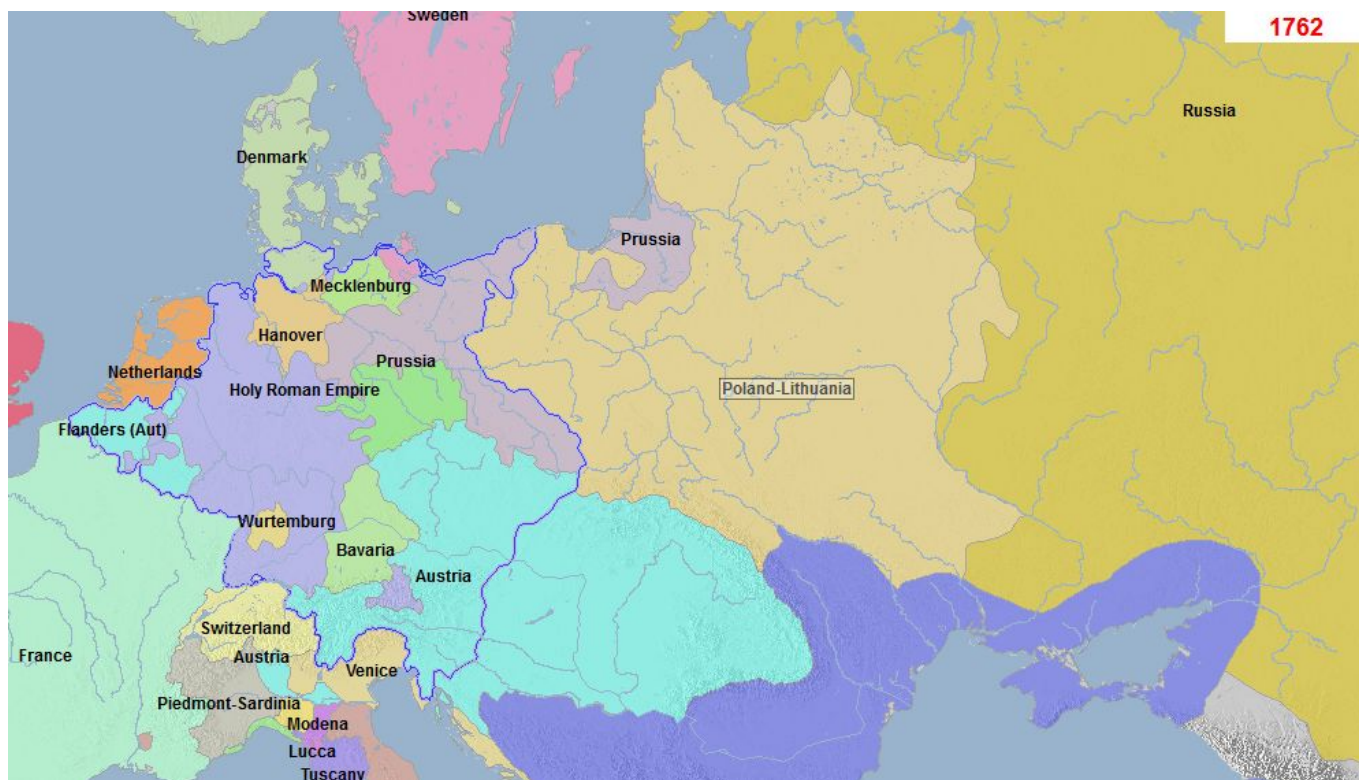 Sweden
1762
Russia
Denmark
Prussia
Mecklenburg
Hanover
Prussia
Netherlands
Holy Roman Empire
Poland-Lithuania
Flanders (Aut)
Wurtemburg
Bavaria
Austria
Switzerland
France
Austria
Venice
Piedmont-Sardinia
Modena
Lucca
Tuscany